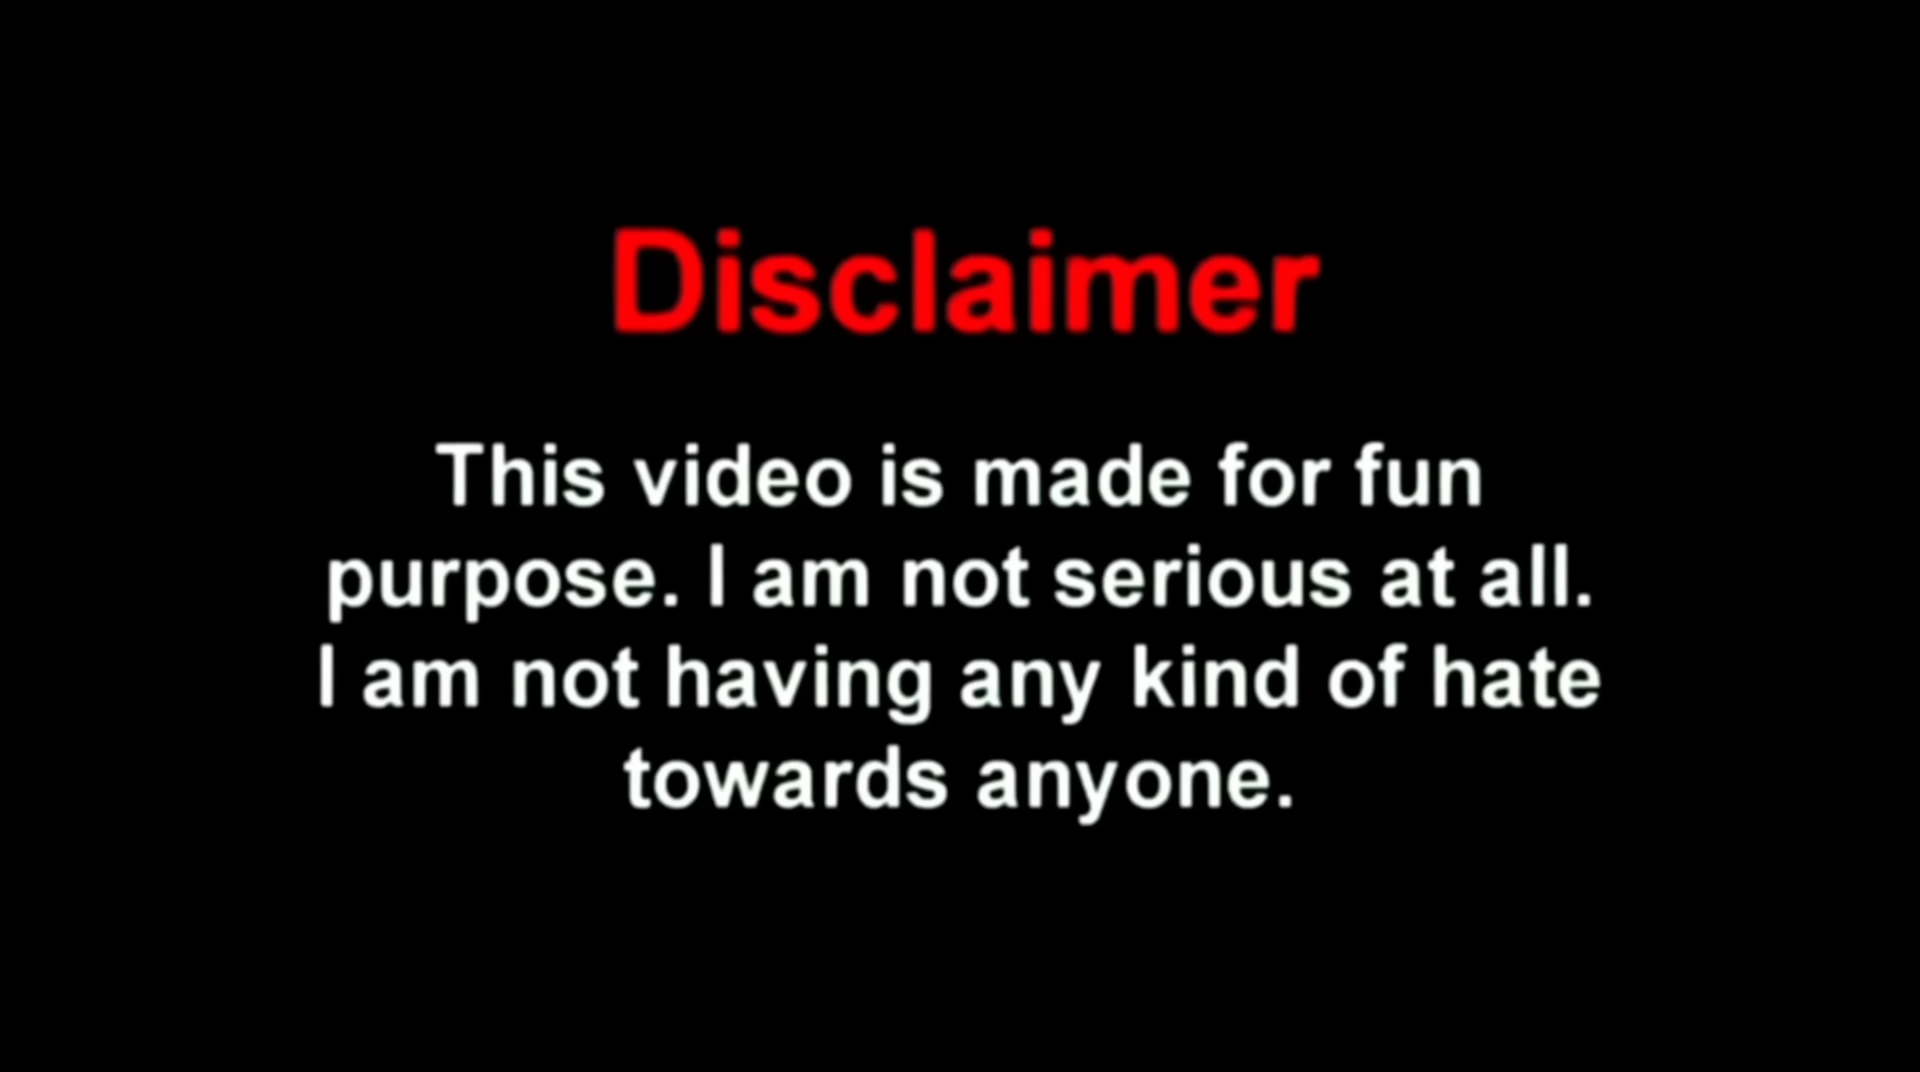 Disclaimer
This video is made for fun
purpose. I am not serious at all.
I am not having any kind of hate
towards anyone.